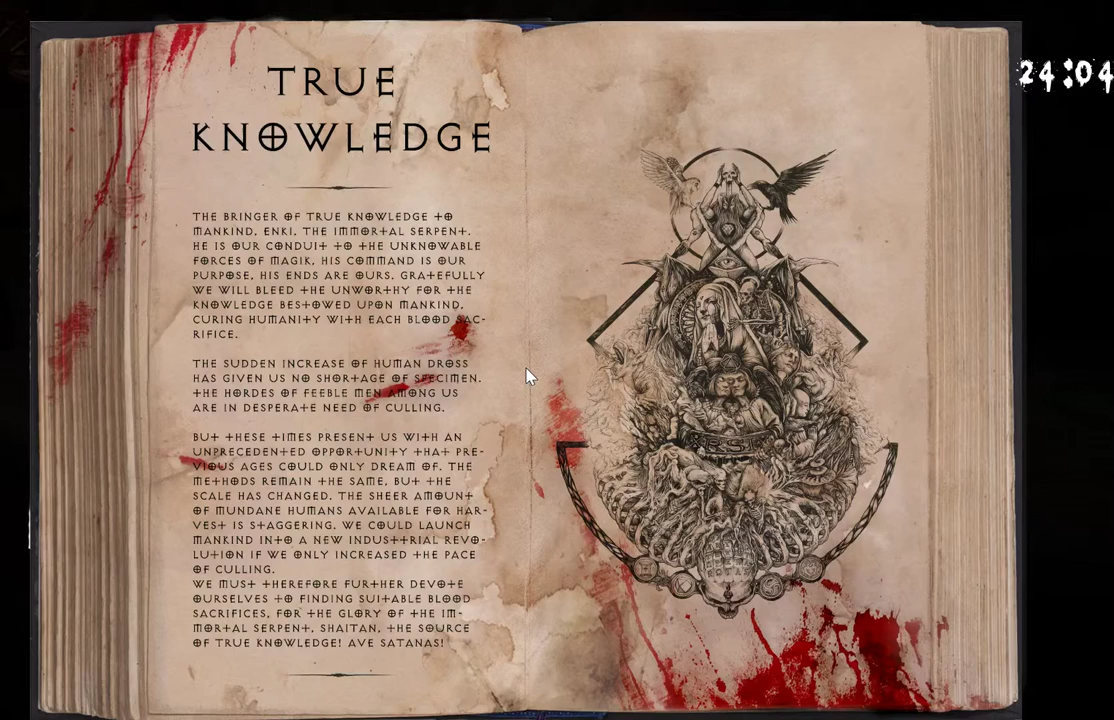 TRUE
KNOWLEDGE
THE BRINGER OF TRUE KNOWLEDGE TO
MANKIND, ENKI, THE IMMORTAL SERPENT.
HE IS OUR CONDUIT TO THE UNKNOWABLE
FORCES OF MAGIK, HIS COMMAND IS OUR
PURPOSE, HIS ENDS ARE OURS. GRATEFULLY
WE WILL BLEED THE UNWORTHY FOR THE
KNOWLEDGE BESTOWED UPON MANKIND,
CURING HUMANITY WITH EACH BLOOD SAC-
RIFICE.
THE SUDDEN INCREASE OF HUMAN DROSS
HAS GIVEN US NO SHORTAGE OF SPECIMEN.
THE HORDES OF FEEBLE MEN AMONG US
ARE IN DESPERATE NEED OF CULLING.
BUT THESE TIMES PRESENT US WITH AN
UNPRECEDENTED OPPORTUNITY THAT PRE-
VIOUS AGES COULD ONLY DREAM OF. THE
METHODS REMAIN THE SAME, BUT THE
SCALE HAS CHANGED. THE SHEER AMOUNT
OF MUNDANE HUMANS AVAILABLE FOR HAR-
VEST IS STAGGERING. WE COULD LAUNCH
MANKIND INTO A NEW INDUSTTRIAL REVO-
LUTION IF WE ONLY INCREASED THE PACE
OF CULLING.
WE MUST THEREFORE FURTHER DEVOTE
OURSELVES TO FINDING SUITABLE BLOOD
SACRIFICES, FOR THE GLORY OF THE IM-
MORTAL SERPENT, SHAITAN, THE SOURCE
OF TRUE KNOWLEDGE! AVE SATANAS!
24:04